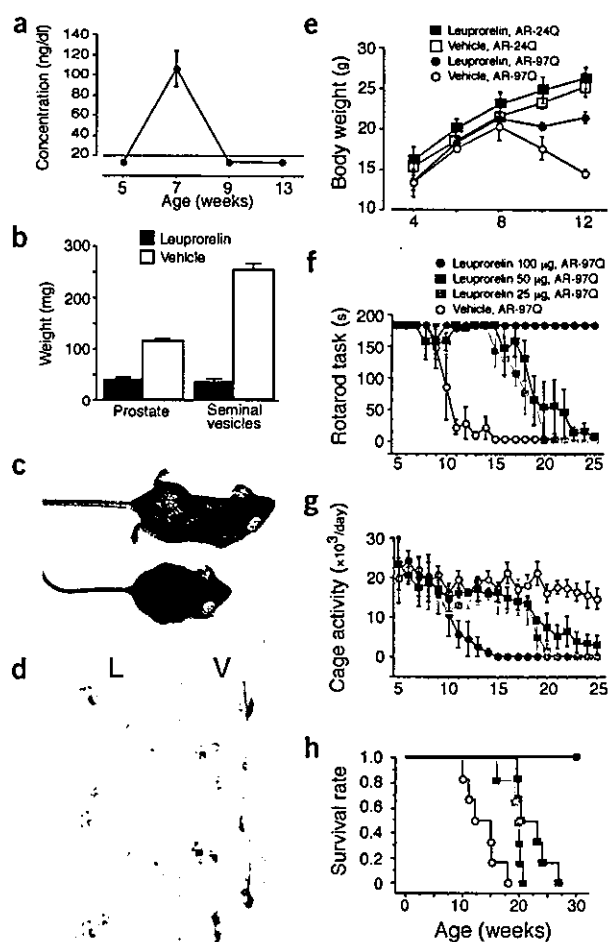 a
Concentration (ng/dl)
140
120
100
80
60
40
20
5 7 9 13
Age (weeks)
b
Leuprorelin
Vehicle
Weight (mg)
300
200
100
0
Prostate
Seminal vesicles
c
d
L V
e
Leuprorelin, AR-24Q
Vehicle, AR-24Q
Leuprorelin, AR-97Q
Vehicle, AR-97Q
Body weight (g)
30
25
20
15
10
4 6 8 10 12
f
Leuprorelin 100 µg, AR-97Q
Leuprorelin 50 µg, AR-97Q
Leuprorelin 25 µg, AR-97Q
Vehicle, AR-97Q
Rotarod task (s)
200
150
100
50
0
5 10 15 20 25
g
Cage activity (×10³/day)
30
20
10
0
5 10 15 20 25
h
Survival rate
1.0
0.8
0.6
0.4
0.2
0
0 10 20 30
Age (weeks)